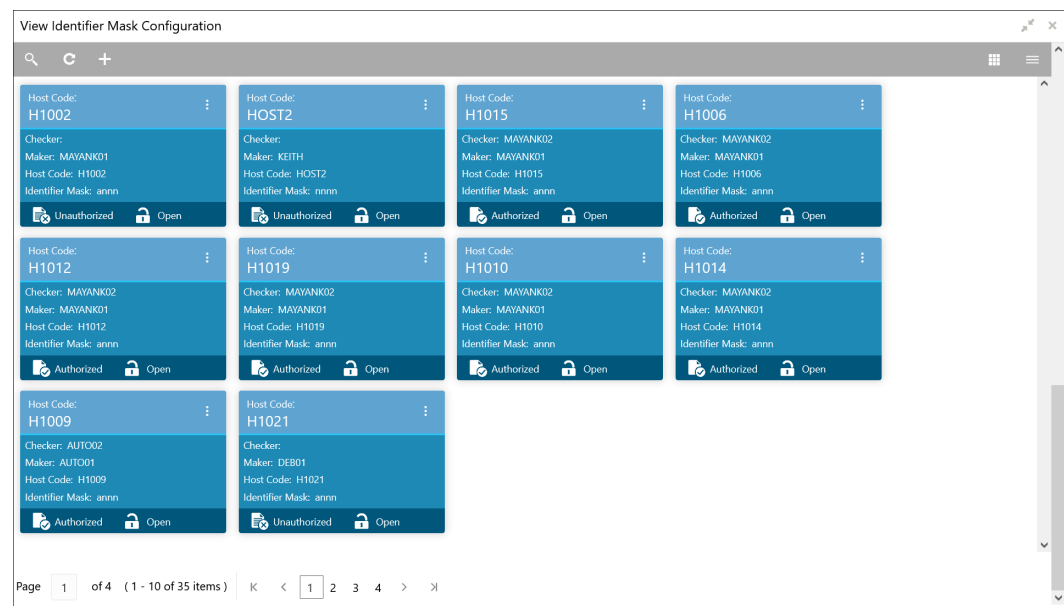 View Identifier Mask Configuration
Host Code:
H1002
Checker:
Maker: MAYANK01
Host Code: H1002
Identifier Mask: annn
Unauthorized Open
Host Code:
HOST2
Checker:
Maker: KEITH
Host Code: HOST2
Identifier Mask: nnnn
Unauthorized Open
Host Code:
H1015
Checker: MAYANK02
Maker: MAYANK01
Host Code: H1015
Identifier Mask: annn
Authorized Open
Host Code:
H1006
Checker: MAYANK02
Maker: MAYANK01
Host Code: H1006
Identifier Mask: annn
Authorized Open
Host Code:
H1012
Checker: MAYANK02
Maker: MAYANK01
Host Code: H1012
Identifier Mask: annn
Authorized Open
Host Code:
H1019
Checker: MAYANK02
Maker: MAYANK01
Host Code: H1019
Identifier Mask: annn
Authorized Open
Host Code:
H1010
Checker: MAYANK02
Maker: MAYANK01
Host Code: H1010
Identifier Mask: annn
Authorized Open
Host Code:
H1014
Checker: MAYANK02
Maker: MAYANK01
Host Code: H1014
Identifier Mask: annn
Authorized Open
Host Code:
H1009
Checker: AUTO02
Maker: AUTO01
Host Code: H1009
Identifier Mask: annn
Authorized Open
Host Code:
H1021
Checker:
Maker: DEB01
Host Code: H1021
Identifier Mask: annn
Unauthorized Open
Page 1 of 4 ( 1 - 10 of 35 items ) 1 2 3 4